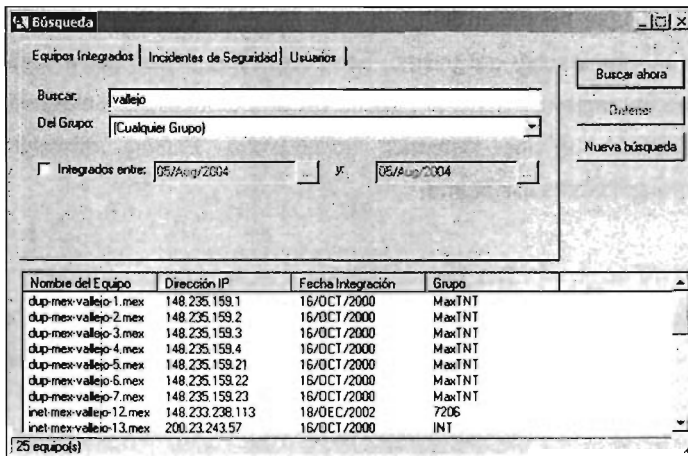 Búsqueda
Equipos Integrados Incidentes de Seguridad Usuarios
Buscar ahora
Buscar: vallejo
Detener
Del Grupo: (Cualquier Grupo)
Nueva búsqueda
Integrados entre: 05/Aug/2004 ... y: 05/Aug/2004 ...
Nombre del Equipo Dirección IP Fecha Integración Grupo
dup-mex-vallejo-1.mex 148.235.159.1 16/OCT/2000 MaxTNT
dup-mex-vallejo-2.mex 148.235.159.2 16/OCT/2000 MaxTNT
dup-mex-vallejo-3.mex 148.235.159.3 16/OCT/2000 MaxTNT
dup-mex-vallejo-4.mex 148.235.159.4 16/OCT/2000 MaxTNT
dup-mex-vallejo-5.mex 148.235.159.21 16/OCT/2000 MaxTNT
dup-mex-vallejo-6.mex 148.235.159.22 16/OCT/2000 MaxTNT
dup-mex-vallejo-7.mex 148.235.159.23 16/OCT/2000 MaxTNT
inet-mex-vallejo-12.mex 148.233.238.113 18/DEC/2002 7206
inet-mex-vallejo-13.mex 200.23.243.57 16/OCT/2000 INT
25 equipo(s)